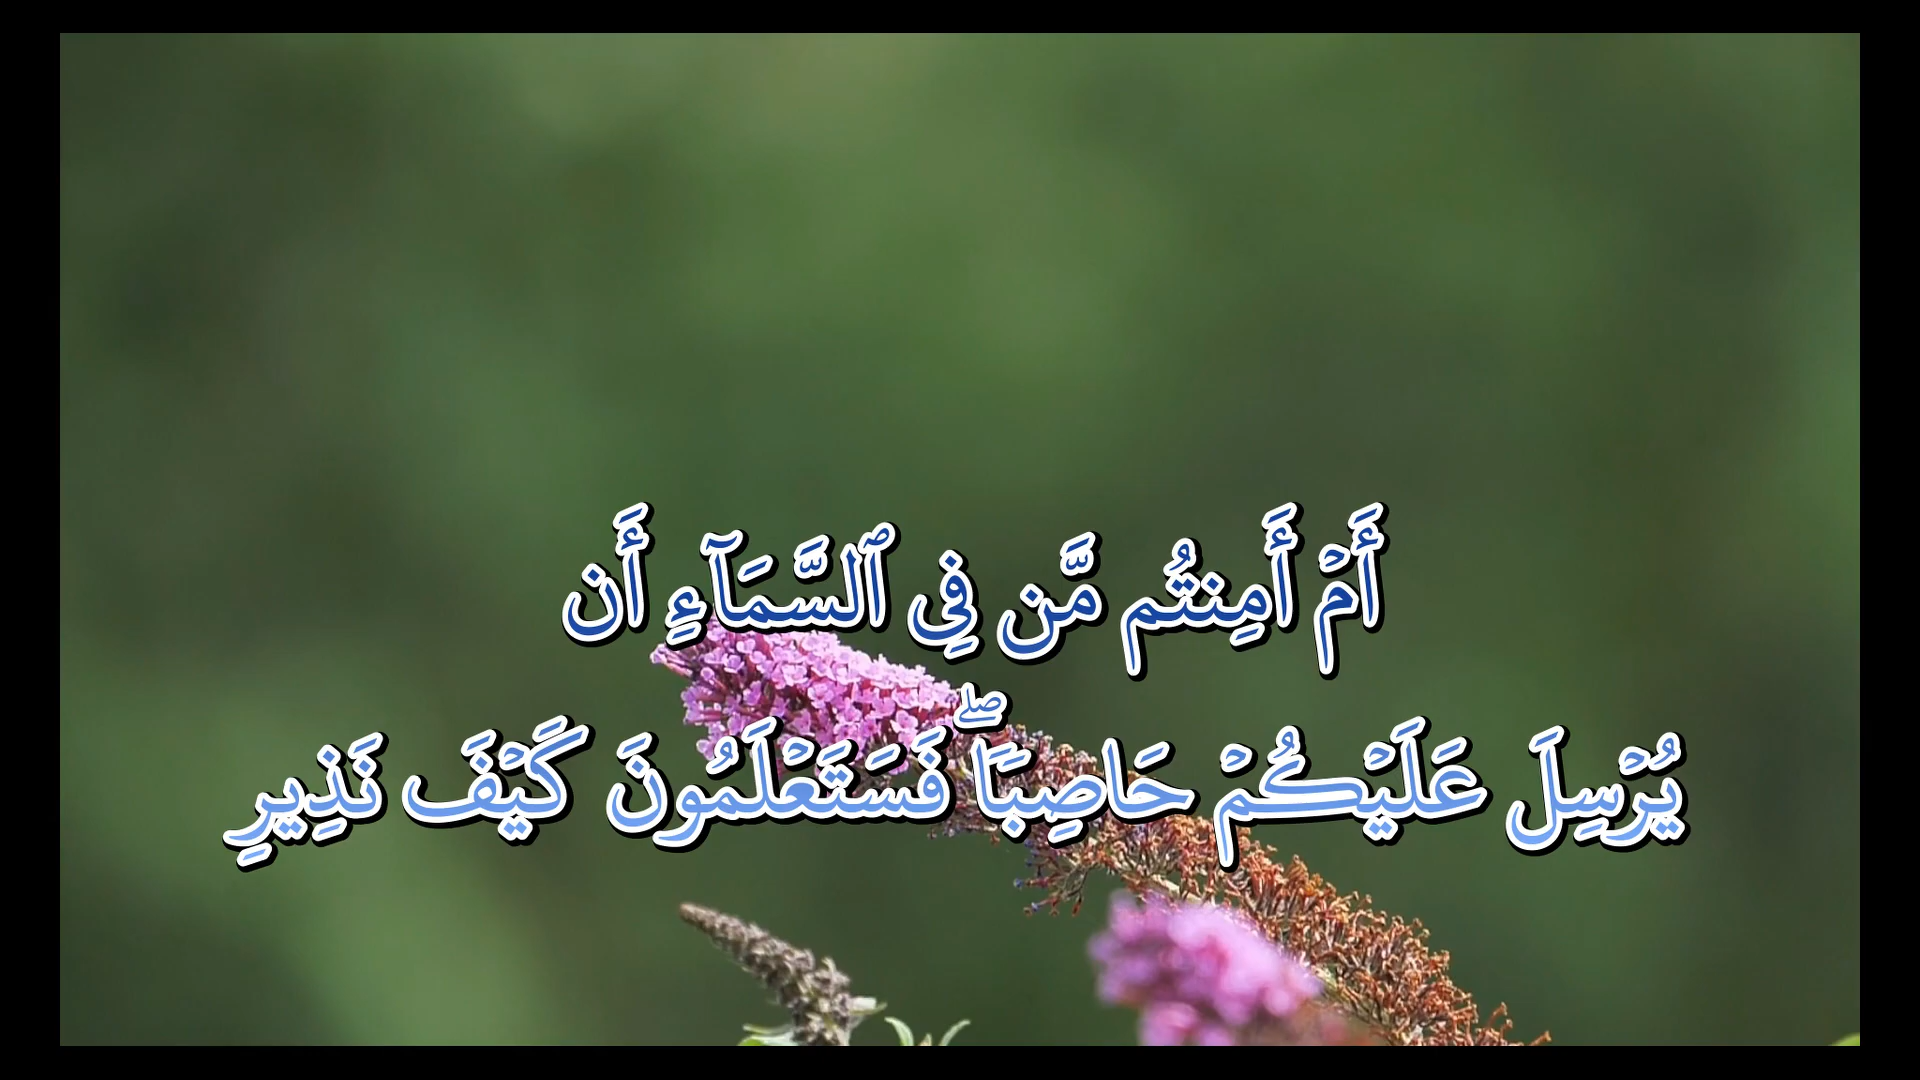 أَمْ أَمِنتُم مَّن فِي ٱلسَّمَآءِ أَن
يُرْسِلَ عَلَيْكُمْ حَاصِبًاۖ فَسَتَعْلَمُونَ كَيْفَ نَذِيرِ